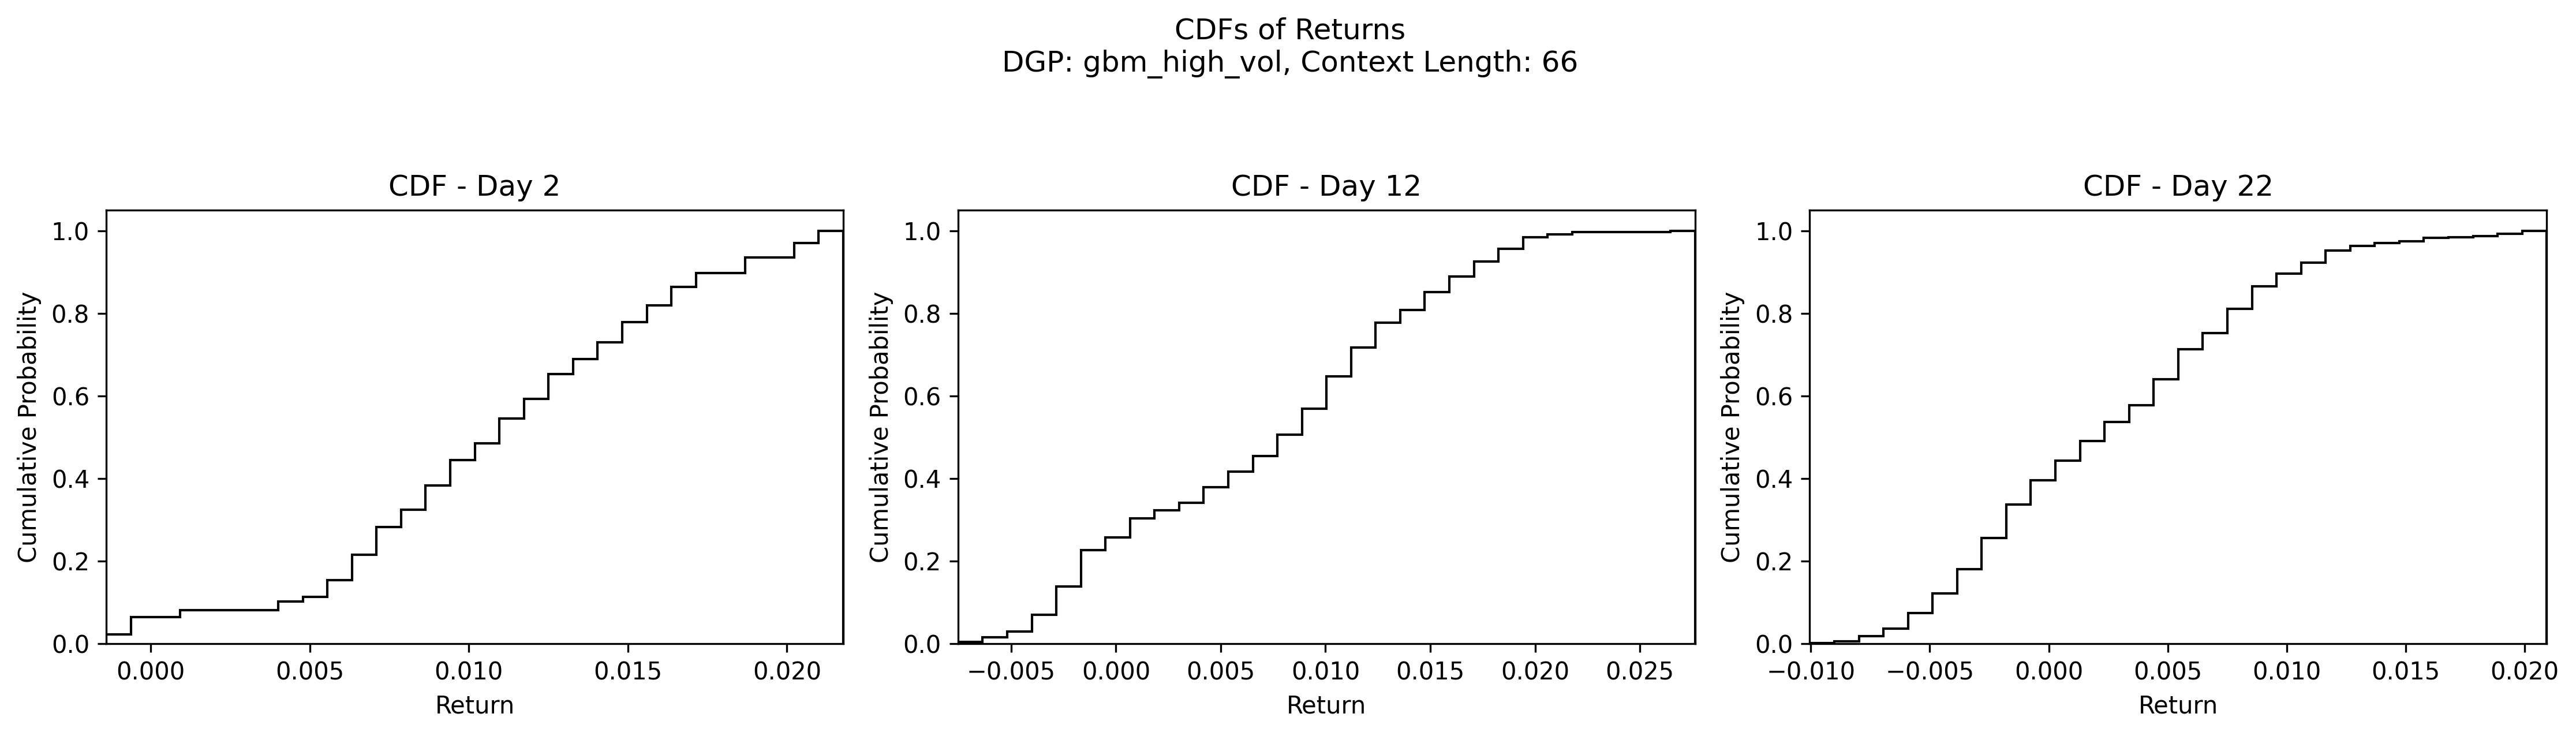 CDFs of Returns
DGP: gbm_high_vol, Context Length: 66
CDF - Day 2
1.0
0.8
0.6
0.4
0.2
0.0
Cumulative Probability
0.000 0.005 0.010 0.015 0.020
Return
CDF - Day 12
1.0
0.8
0.6
0.4
0.2
0.0
Cumulative Probability
−0.005 0.000 0.005 0.010 0.015 0.020 0.025
Return
CDF - Day 22
1.0
0.8
0.6
0.4
0.2
0.0
Cumulative Probability
−0.010 −0.005 0.000 0.005 0.010 0.015 0.020
Return